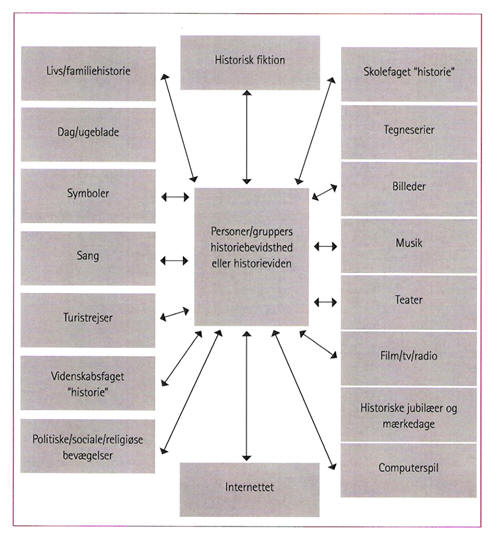 Livs/familiehistorie
Historisk fiktion
Skolefaget "historie"
Dag/ugeblade
Tegneserier
Symboler
Billeder
Personer/gruppers
historiebevidsthed
eller historieviden
Sang
Musik
Turistrejser
Teater
Videnskabsfaget
"historie"
Film/tv/radio
Historiske jubilæer og
mærkedage
Politiske/sociale/religiøse
bevægelser
Computerspil
Internettet